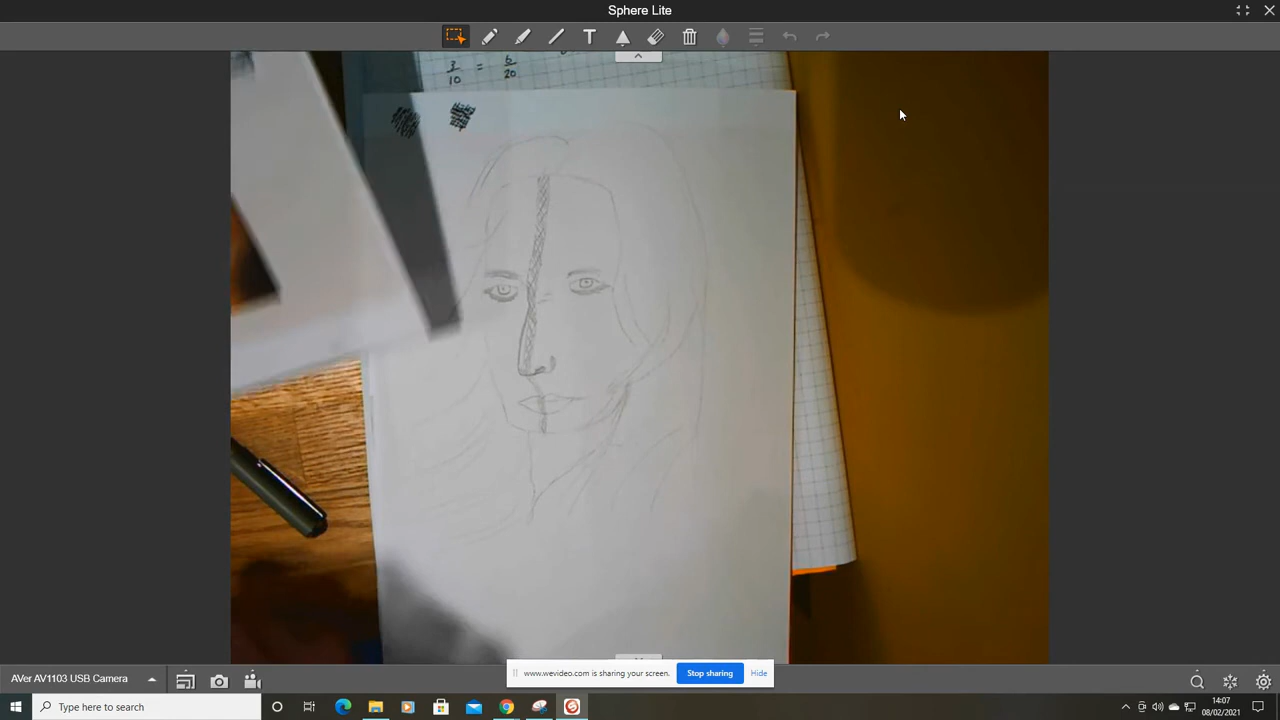 Sphere Lite
T
3/10 = 6/20
www.wevideo.com is sharing your screen.
Stop sharing
Hide
AVer AV1H08 USB Camera
Type here to search
14:07
08/02/2021